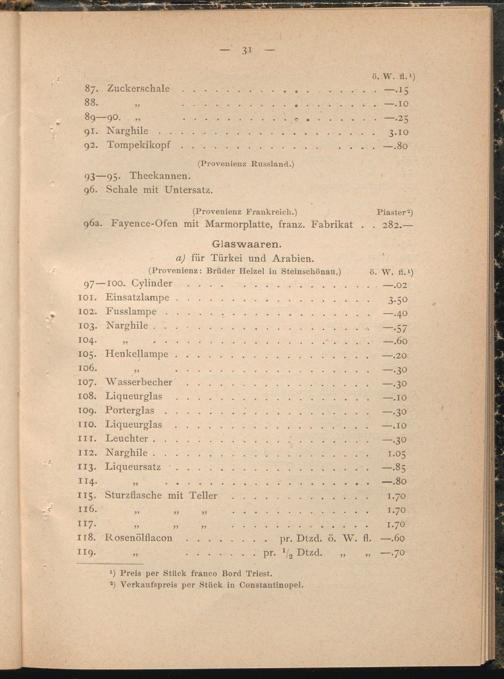 — 31 —
ö. W. fl.¹)
87. Zuckerschale . . . . . . . . . . . . . . —.15
88. „ . . . . . . . . . . . . —.10
89—90. „ . . . . . . . . . . . . —.25
91. Narghile . . . . . . . . . . . . . . . 3.10
92. Tompekikopf . . . . . . . . . . . . . —.80
(Provenienz Russland.)
93—95. Theekannen.
96. Schale mit Untersatz.
(Provenienz Frankreich.) Piaster²)
96a. Fayence-Ofen mit Marmorplatte, franz. Fabrikat . . 282.—
Glaswaaren.
a) für Türkei und Arabien.
(Provenienz: Brüder Helzel in Steinschönau.) ö. W. fl.¹)
97—100. Cylinder . . . . . . . . . . . . . —.02
101. Einsatzlampe . . . . . . . . . . . . . . 3.50
102. Fusslampe . . . . . . . . . . . . . . —.40
103. Narghile . . . . . . . . . . . . . . . —.57
104. „ . . . . . . . . . . . . . —.60
105. Henkellampe . . . . . . . . . . . . . —.20
106. „ . . . . . . . . . . . . . —.30
107. Wasserbecher . . . . . . . . . . . . . —.30
108. Liqueurglas . . . . . . . . . . . . . . —.10
109. Porterglas . . . . . . . . . . . . . . —.30
110. Liqueurglas . . . . . . . . . . . . . . —.10
111. Leuchter . . . . . . . . . . . . . . . —.30
112. Narghile . . . . . . . . . . . . . . . 1.05
113. Liqueursatz . . . . . . . . . . . . . . —.85
114. „ . . . . . . . . . . . . . —.80
115. Sturzflasche mit Teller . . . . . . . . . . 1.70
116. „ „ „ . . . . . . . . . . 1.70
117. „ „ „ . . . . . . . . . . 1.70
118. Rosenölflacon . . . . . . . pr. Dtzd. ö. W. fl. —.60
119. „ . . . . . . . pr. ½ Dtzd. „ „ —.70
¹) Preis per Stück franco Bord Triest.
²) Verkaufspreis per Stück in Constantinopel.